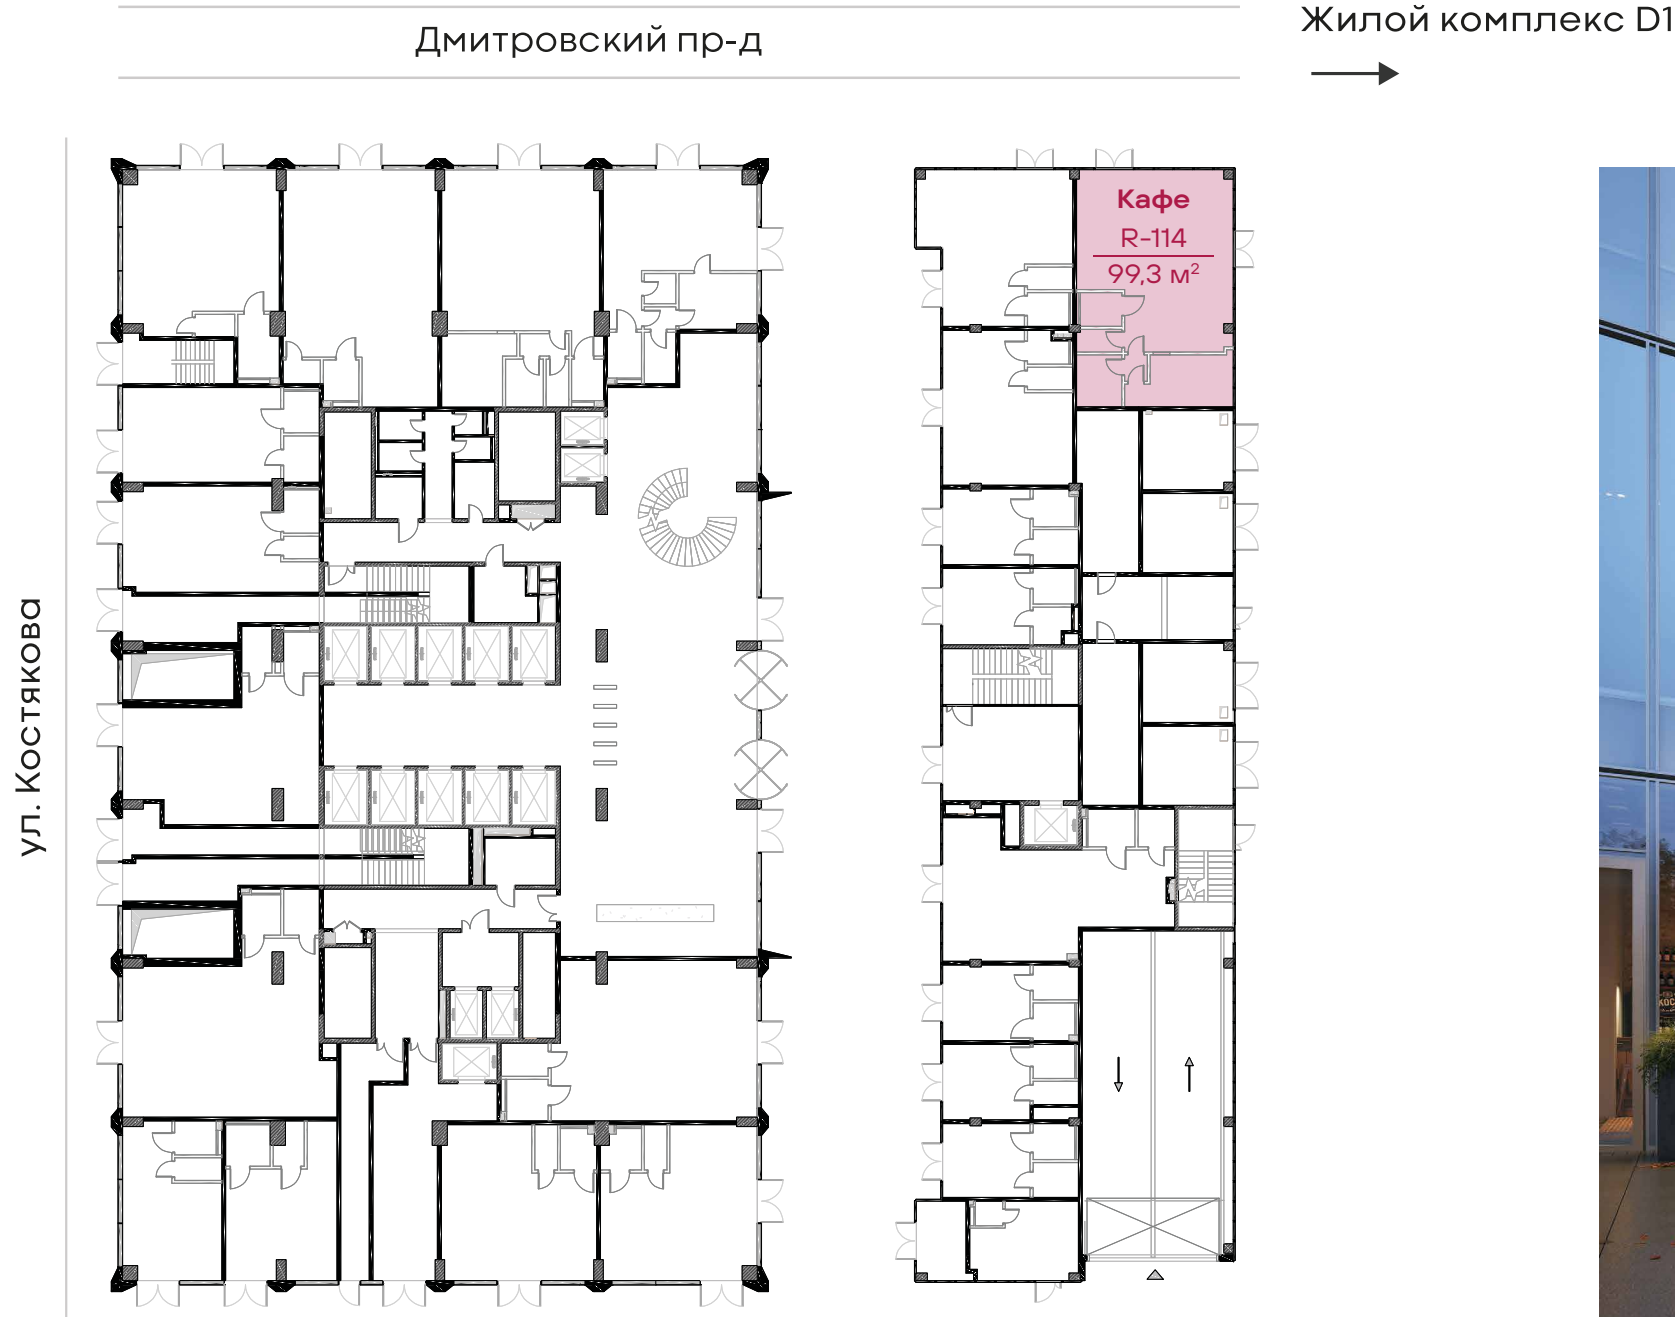 Дмитровский пр-д
Жилой комплекс D1
Кафе
R-114
99,3 м²
ул. Костякова